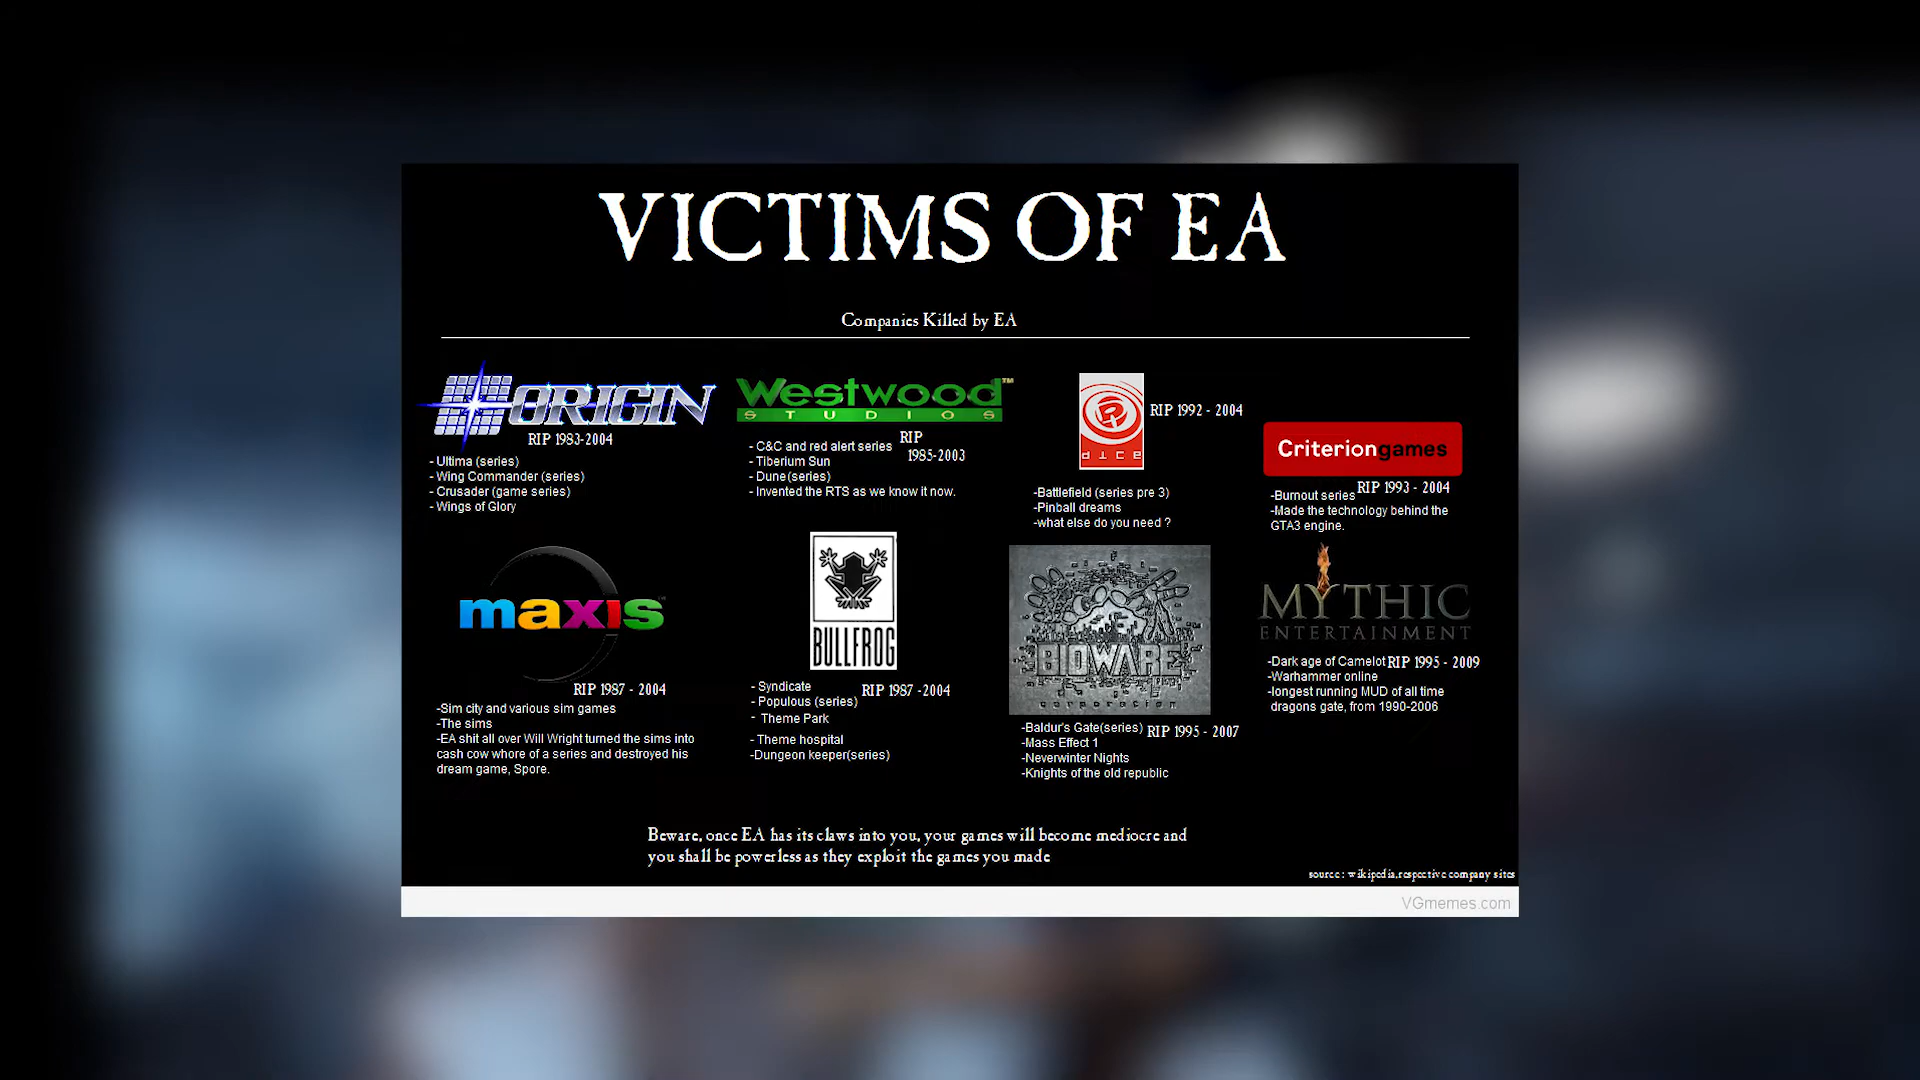 VICTIMS OF EA
Companies Killed by EA
ORIGIN
RIP 1983-2004
- Ultima (series)
- Wing Commander (series)
- Crusader (game series)
- Wings of Glory
Westwood™
STUDIOS
RIP
1985-2003
- C&C and red alert series
- Tiberium Sun
- Dune(series)
- Invented the RTS as we know it now.
dice
RIP 1992 - 2004
-Battlefield (series pre 3)
-Pinball dreams
-what else do you need ?
Criteriongames
RIP 1993 - 2004
-Burnout series
-Made the technology behind the
GTA3 engine.
maxis™
RIP 1987 - 2004
-Sim city and various sim games
-The sims
-EA shit all over Will Wright turned the sims into
cash cow whore of a series and destroyed his
dream game, Spore.
BULLFROG
RIP 1987 -2004
- Syndicate
- Populous (series)
- Theme Park
- Theme hospital
-Dungeon keeper(series)
BIOWARE
corporation
RIP 1995 - 2007
-Baldur's Gate(series)
-Mass Effect 1
-Neverwinter Nights
-Knights of the old republic
MYTHIC
ENTERTAINMENT
RIP 1995 - 2009
-Dark age of Camelot
-Warhammer online
-longest running MUD of all time
dragons gate, from 1990-2006
Beware, once EA has its claws into you, your games will become mediocre and
you shall be powerless as they exploit the games you made
source : wikipedia,respective company sites
VGmemes.com